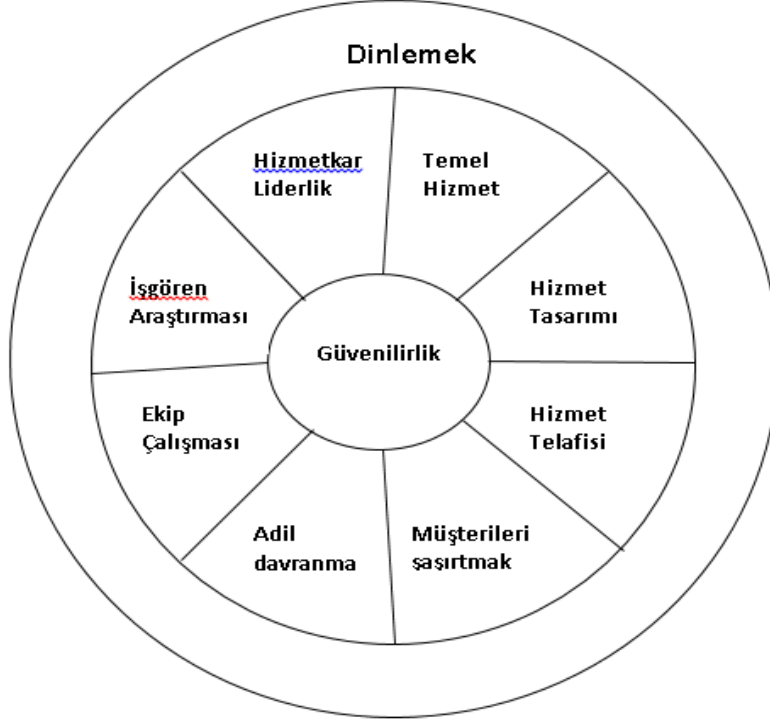 Dinlemek
Hizmetkar
Liderlik
Temel
Hizmet
İşgören
Araştırması
Hizmet
Tasarımı
Güvenilirlik
Ekip
Çalışması
Hizmet
Telafisi
Adil
davranma
Müşterileri
şaşırtmak